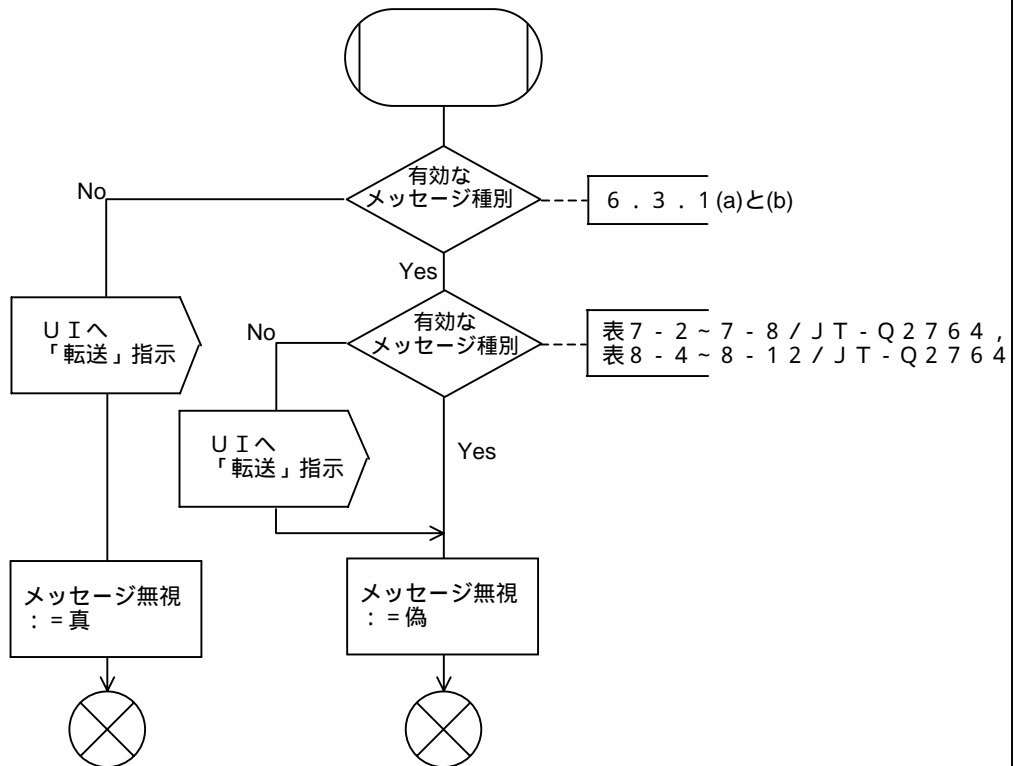 有効な
メッセージ種別
No
６．３．１(a)と(b)
Yes
有効な
メッセージ種別
ＵＩへ
「転送」指示
No
表７-２~７-８/ＪＴ-Ｑ２７６４,
表８-４~８-１２/ＪＴ-Ｑ２７６４
ＵＩへ
「転送」指示
Yes
メッセージ無視
：=真
メッセージ無視
：=偽